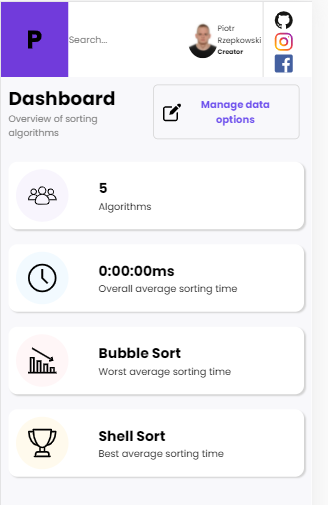 P
Search...
Piotr
Rzepkowski
Creator
Dashboard
Overview of sorting
algorithms
Manage data
options
5
Algorithms
0:00:00ms
Overall average sorting time
Bubble Sort
Worst average sorting time
Shell Sort
Best average sorting time